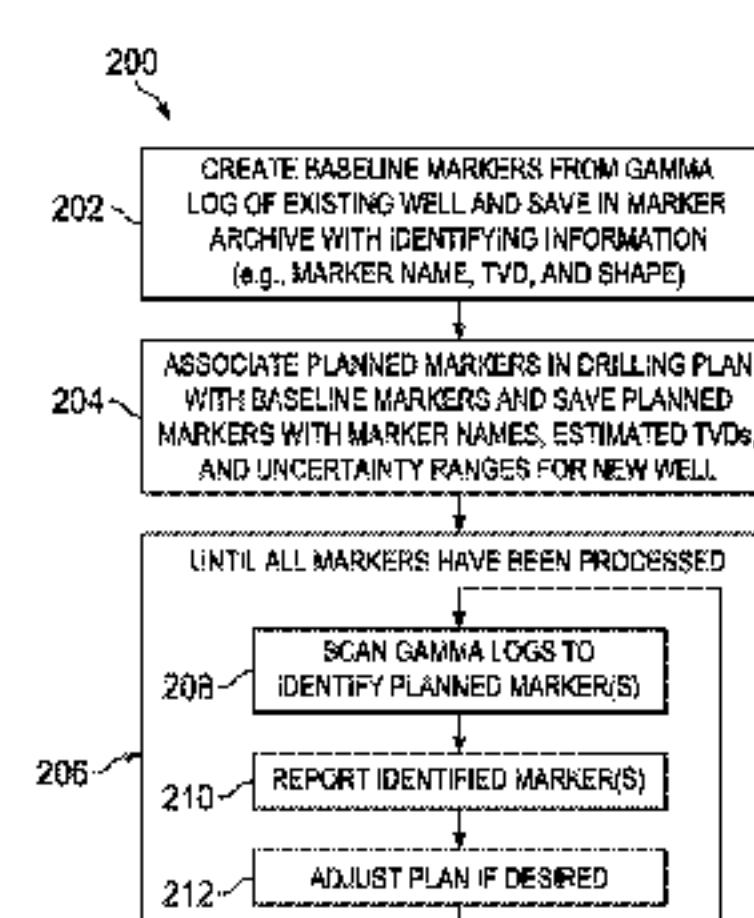 200
202
CREATE BASELINE MARKERS FROM GAMMA
LOG OF EXISTING WELL AND SAVE IN MARKER
ARCHIVE WITH IDENTIFYING INFORMATION
(e.g., MARKER NAME, TVD, AND SHAPE)
204
ASSOCIATE PLANNED MARKERS IN DRILLING PLAN
WITH BASELINE MARKERS AND SAVE PLANNED
MARKERS WITH MARKER NAMES, ESTIMATED TVDs,
AND UNCERTAINTY RANGES FOR NEW WELL
206
UNTIL ALL MARKERS HAVE BEEN PROCESSED
208
SCAN GAMMA LOGS TO
IDENTIFY PLANNED MARKER(S)
210
REPORT IDENTIFIED MARKER(S)
212
ADJUST PLAN IF DESIRED